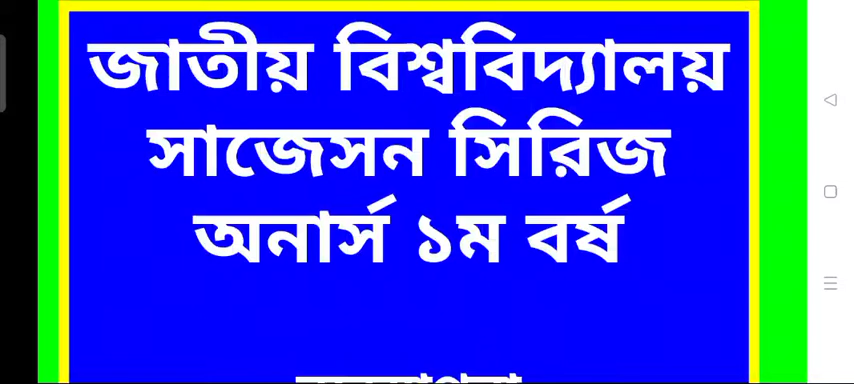 জাতীয় বিশ্ববিদ্যালয়
সাজেসন সিরিজ
অনার্স ১ম বর্ষ